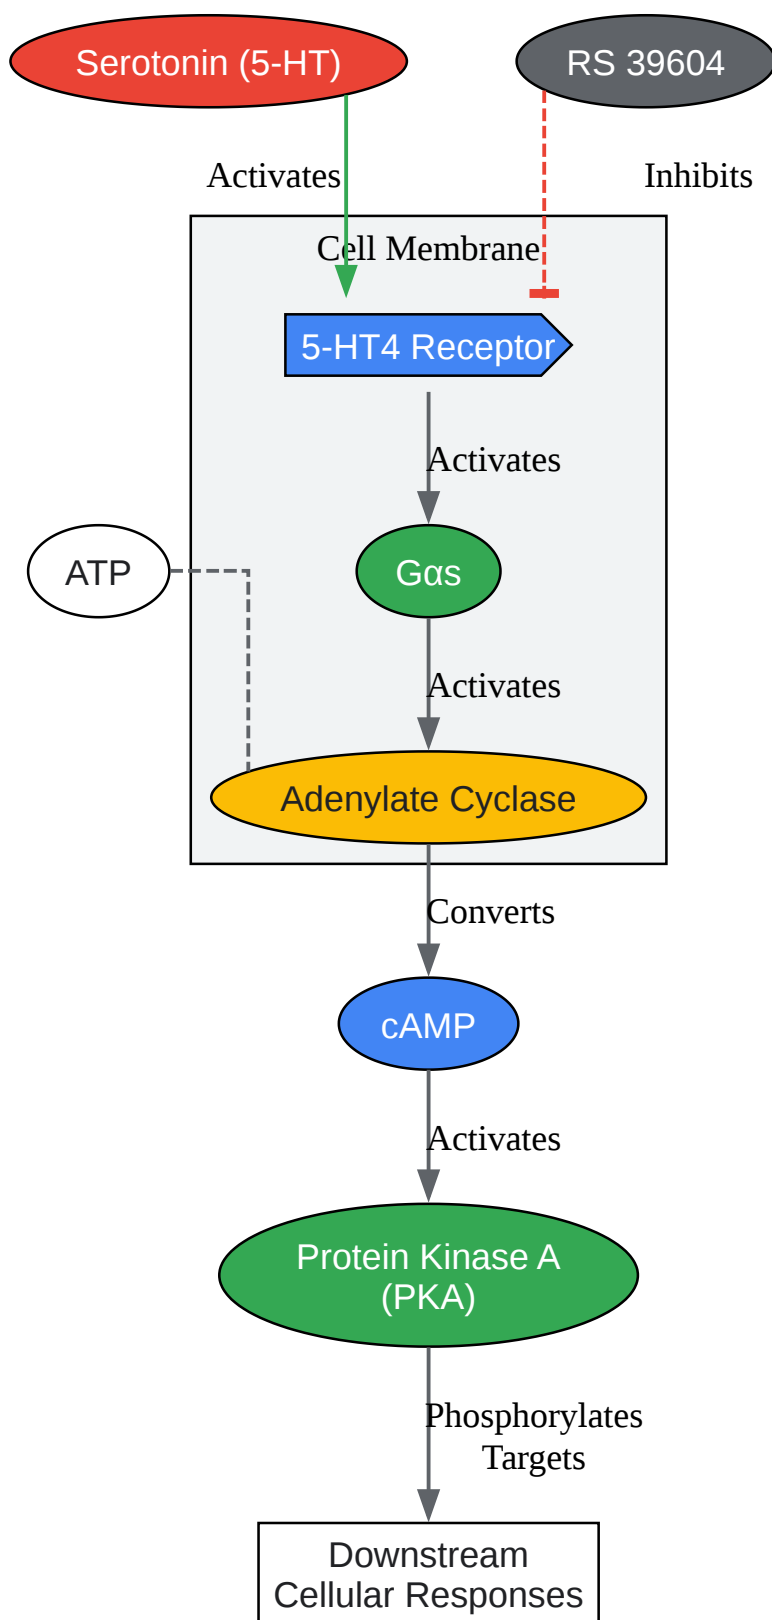 Serotonin (5-HT)
RS 39604
Activates
Inhibits
Cell Membrane
5-HT4 Receptor
Activates
ATP
Gαs
Activates
Adenylate Cyclase
Converts
cAMP
Activates
Protein Kinase A
(PKA)
Phosphorylates
Targets
Downstream
Cellular Responses